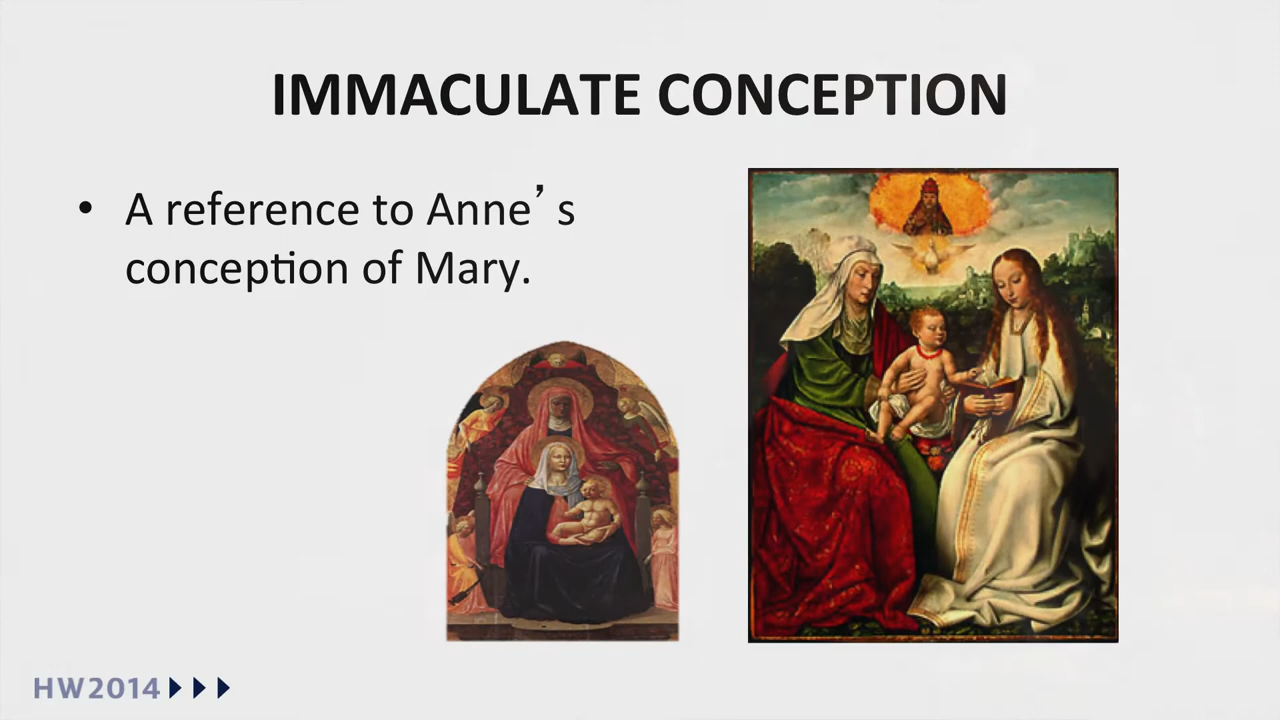 IMMACULATE CONCEPTION
• A reference to Anne’s
conception of Mary.
HW2014